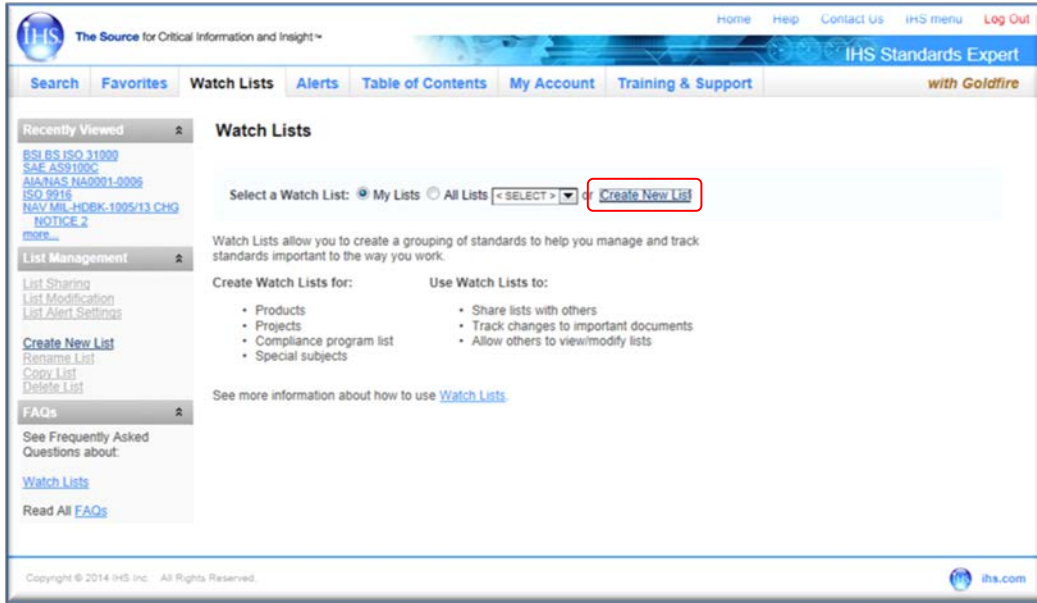 Home Help Contact Us IHS menu Log Out
IHS The Source for Critical Information and Insight™
IHS Standards Expert
Search Favorites Watch Lists Alerts Table of Contents My Account Training & Support with Goldfire
Recently Viewed
BSI BS ISO 31000
SAE AS9100C
AIA/NAS NA0001-0006
ISO 9916
NAV MIL-HDBK-1005/13 CHG
NOTICE 2
more...
List Management
List Sharing
List Modification
List Alert Settings
Create New List
Rename List
Copy List
Delete List
FAQs
See Frequently Asked
Questions about:
Watch Lists
Read All FAQs
Watch Lists
Select a Watch List: My Lists All Lists < SELECT > or Create New List
Watch Lists allow you to create a grouping of standards to help you manage and track
standards important to the way you work.
Create Watch Lists for:
• Products
• Projects
• Compliance program list
• Special subjects
Use Watch Lists to:
• Share lists with others
• Track changes to important documents
• Allow others to view/modify lists
See more information about how to use Watch Lists.
Copyright © 2014 IHS Inc. All Rights Reserved.
IHS ihs.com